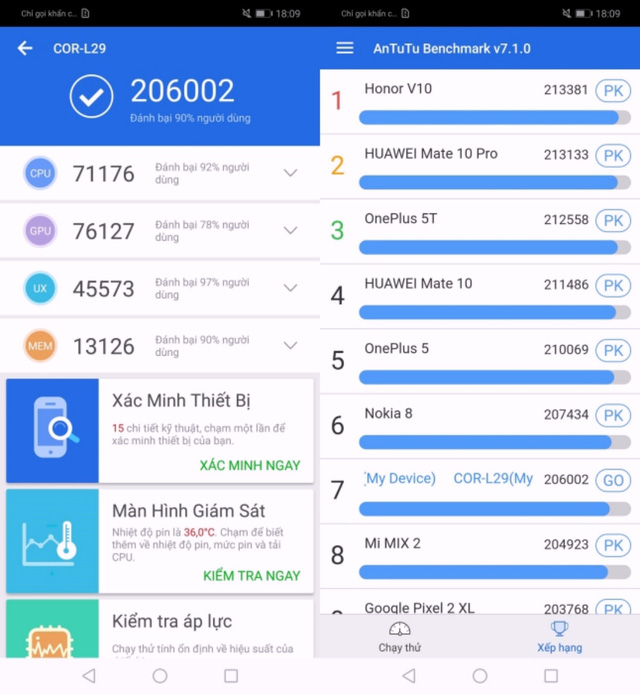 Chỉ gọi khẩn c...
18:09
COR-L29
206002
Đánh bại 90% người dùng
CPU
71176
Đánh bại 92% người
dùng
GPU
76127
Đánh bại 78% người
dùng
UX
45573
Đánh bại 97% người
dùng
MEM
13126
Đánh bại 90% người
dùng
Xác Minh Thiết Bị
15 chi tiết kỹ thuật, chạm một lần để
xác minh thiết bị của bạn.
XÁC MINH NGAY
Màn Hình Giám Sát
Nhiệt độ pin là 36,0°C. Chạm để biết
thêm về nhiệt độ pin, mức pin và tải
CPU.
KIỂM TRA NGAY
Kiểm tra áp lực
Chạy thử tính ổn định về hiệu suất của
Chỉ gọi khẩn c...
18:09
AnTuTu Benchmark v7.1.0
1 Honor V10 213381 PK
2 HUAWEI Mate 10 Pro 213133 PK
3 OnePlus 5T 212558 PK
4 HUAWEI Mate 10 211486 PK
5 OnePlus 5 210069 PK
6 Nokia 8 207434 PK
7 (My Device) COR-L29(My 206002 GO
8 Mi MIX 2 204923 PK
Google Pixel 2 XL 203768 PK
Chạy thử
Xếp hạng